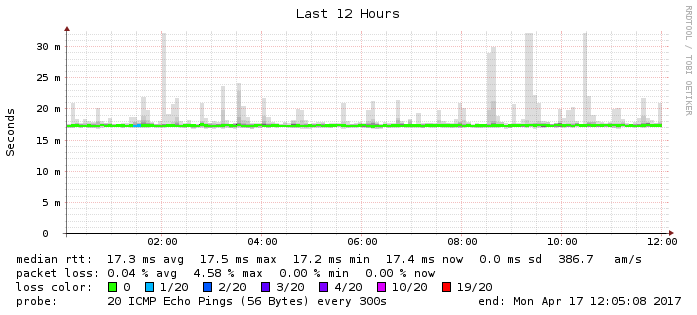 Last 12 Hours
RRDTOOL / TOBI OETIKER
Seconds
30 m
25 m
20 m
15 m
10 m
5 m
0
02:00 04:00 06:00 08:00 10:00 12:00
median rtt: 17.3 ms avg 17.5 ms max 17.2 ms min 17.4 ms now 0.0 ms sd 386.7 am/s
packet loss: 0.04 % avg 4.58 % max 0.00 % min 0.00 % now
loss color: 0 1/20 2/20 3/20 4/20 10/20 19/20
probe: 20 ICMP Echo Pings (56 Bytes) every 300s end: Mon Apr 17 12:05:08 2017